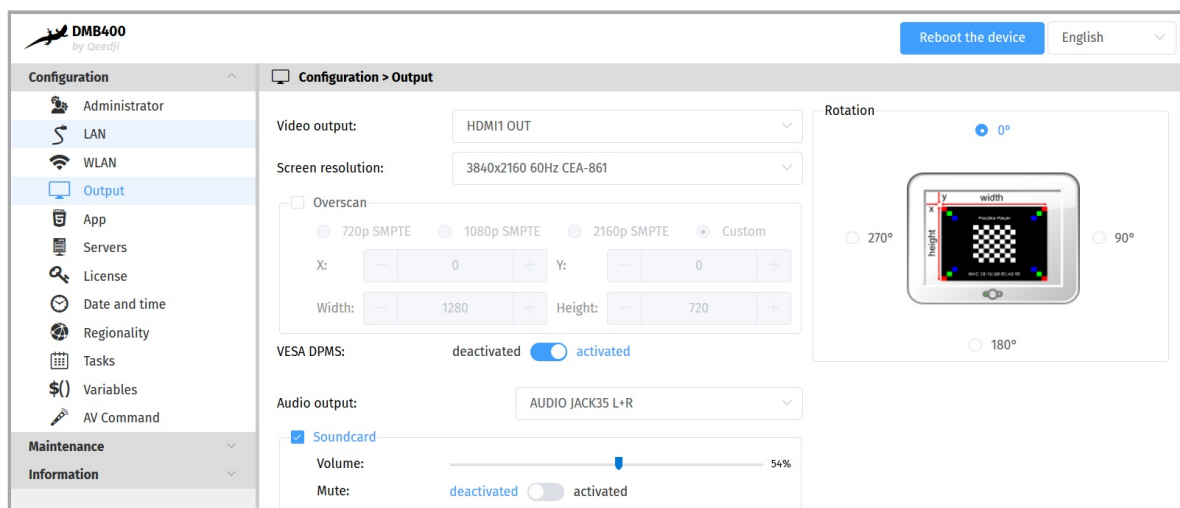 DMB400
by Qeedji
Reboot the device
English
Configuration
Administrator
LAN
WLAN
Output
App
Servers
License
Date and time
Regionality
Tasks
$() Variables
AV Command
Maintenance
Information
Configuration > Output
Video output: HDMI1 OUT
Screen resolution: 3840x2160 60Hz CEA-861
Overscan
720p SMPTE 1080p SMPTE 2160p SMPTE Custom
X: − 0 + Y: − 0 +
Width: − 1280 + Height: − 720 +
VESA DPMS: deactivated activated
Audio output: AUDIO JACK35 L+R
Soundcard
Volume: 54%
Mute: deactivated activated
Rotation
0°
y width
x
height
270°
90°
180°